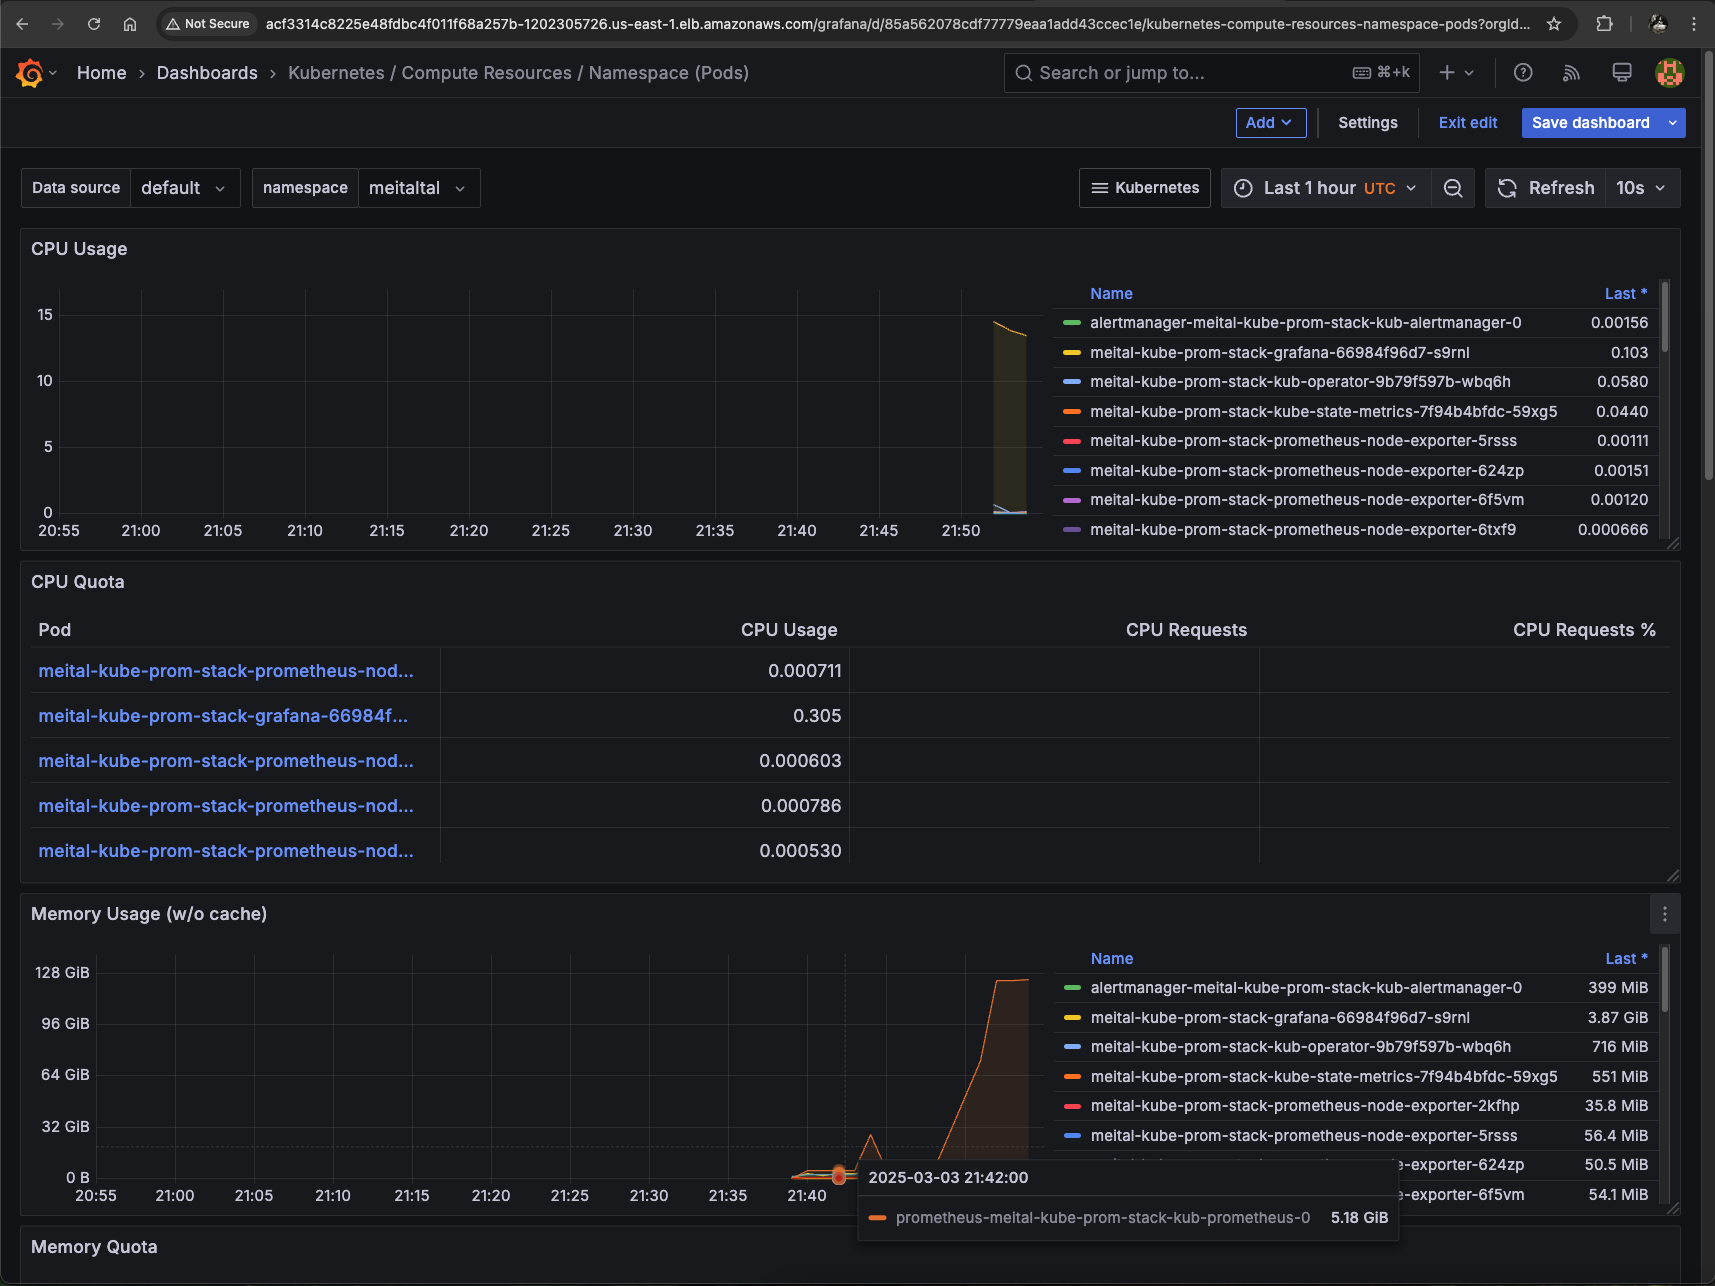 Not Secure acf3314c8225e48fdbc4f011f68a257b-1202305726.us-east-1.elb.amazonaws.com/grafana/d/85a562078cdf77779eaa1add43ccec1e/kubernetes-compute-resources-namespace-pods?orgId...
Home › Dashboards › Kubernetes / Compute Resources / Namespace (Pods) Search or jump to... ⌘+k
Add Settings Exit edit Save dashboard
Data source default namespace meitaltal Kubernetes Last 1 hour UTC Refresh 10s
CPU Usage
Name Last *
15
10
5
0
20:55 21:00 21:05 21:10 21:15 21:20 21:25 21:30 21:35 21:40 21:45 21:50
alertmanager-meital-kube-prom-stack-kub-alertmanager-0 0.00156
meital-kube-prom-stack-grafana-66984f96d7-s9rnl 0.103
meital-kube-prom-stack-kub-operator-9b79f597b-wbq6h 0.0580
meital-kube-prom-stack-kube-state-metrics-7f94b4bfdc-59xg5 0.0440
meital-kube-prom-stack-prometheus-node-exporter-5rsss 0.00111
meital-kube-prom-stack-prometheus-node-exporter-624zp 0.00151
meital-kube-prom-stack-prometheus-node-exporter-6f5vm 0.00120
meital-kube-prom-stack-prometheus-node-exporter-6txf9 0.000666
CPU Quota
Pod CPU Usage CPU Requests CPU Requests %
meital-kube-prom-stack-prometheus-nod... 0.000711
meital-kube-prom-stack-grafana-66984f... 0.305
meital-kube-prom-stack-prometheus-nod... 0.000603
meital-kube-prom-stack-prometheus-nod... 0.000786
meital-kube-prom-stack-prometheus-nod... 0.000530
Memory Usage (w/o cache)
128 GiB
96 GiB
64 GiB
32 GiB
0 B
20:55 21:00 21:05 21:10 21:15 21:20 21:25 21:30 21:35 21:40
Name Last *
alertmanager-meital-kube-prom-stack-kub-alertmanager-0 399 MiB
meital-kube-prom-stack-grafana-66984f96d7-s9rnl 3.87 GiB
meital-kube-prom-stack-kub-operator-9b79f597b-wbq6h 716 MiB
meital-kube-prom-stack-kube-state-metrics-7f94b4bfdc-59xg5 551 MiB
meital-kube-prom-stack-prometheus-node-exporter-2kfhp 35.8 MiB
meital-kube-prom-stack-prometheus-node-exporter-5rsss 56.4 MiB
e-exporter-624zp 50.5 MiB
e-exporter-6f5vm 54.1 MiB
2025-03-03 21:42:00
prometheus-meital-kube-prom-stack-kub-prometheus-0 5.18 GiB
Memory Quota